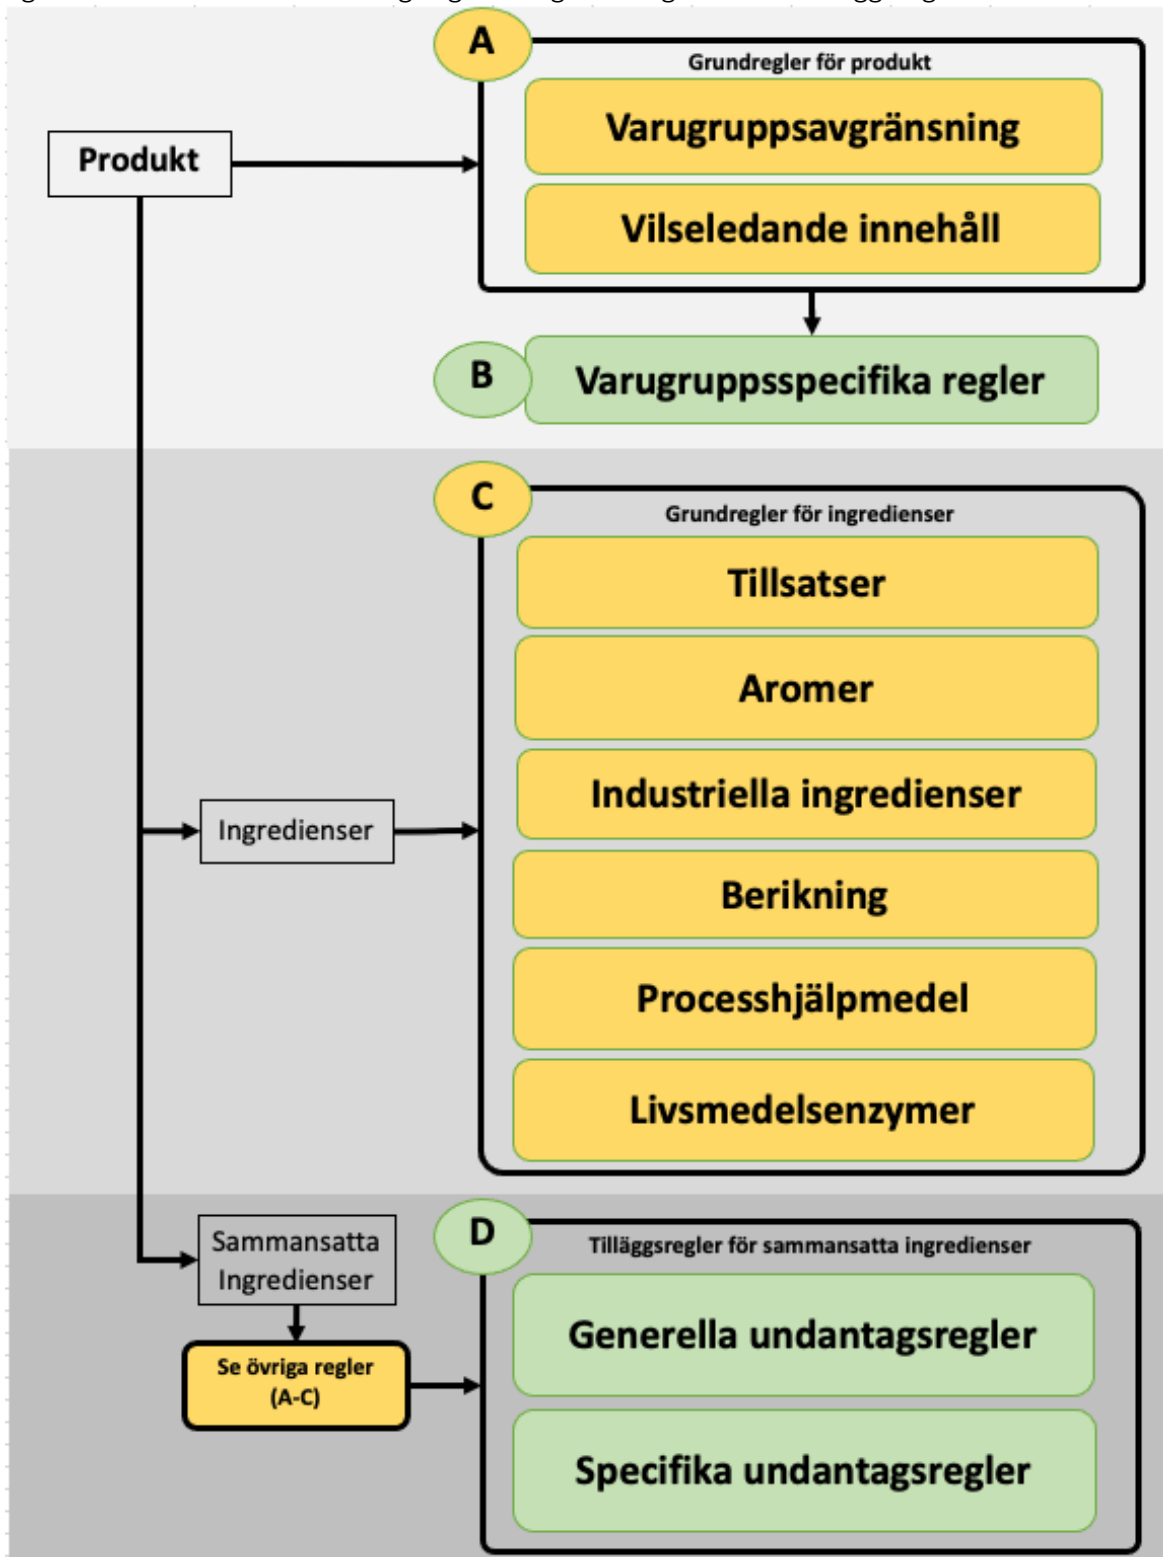 A
Grundregler för produkt
Varugruppsavgränsning
Produkt
Vilseledande innehåll
B
Varugruppsspecifika regler
C
Grundregler för ingredienser
Tillsatser
Aromer
Industriella ingredienser
Ingredienser
Berikning
Processhjälpmedel
Livsmedelsenzymer
Sammansatta
Ingredienser
D
Tilläggsregler för sammansatta ingredienser
Generella undantagsregler
Se övriga regler
(A-C)
Specifika undantagsregler